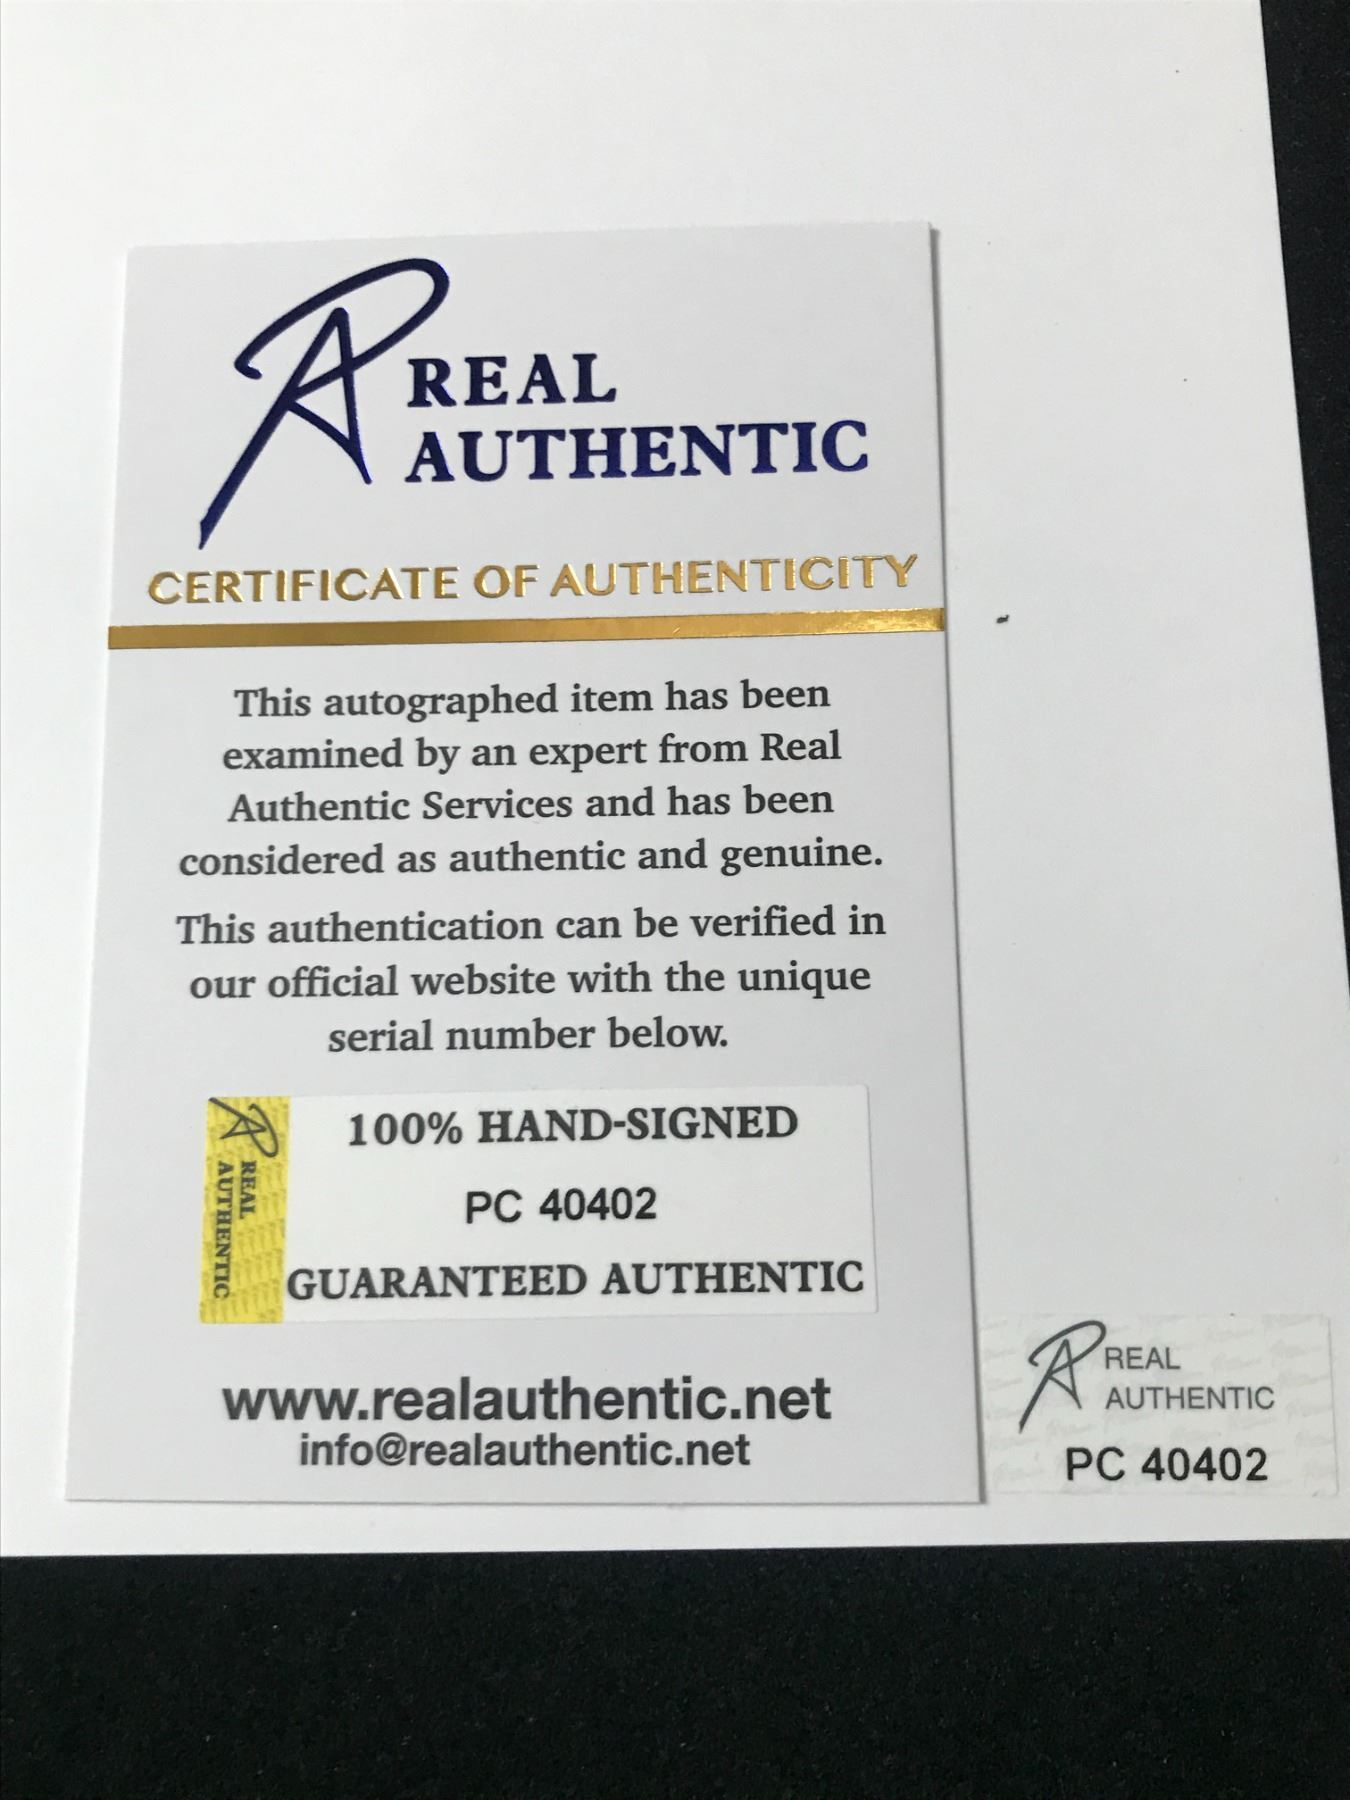 REAL
AUTHENTIC
CERTIFICATE OF AUTHENTICITY
This autographed item has been
examined by an expert from Real
Authentic Services and has been
considered as authentic and genuine.
This authentication can be verified in
our official website with the unique
serial number below.
REAL
AUTHENTIC
100% HAND-SIGNED
PC 40402
GUARANTEED AUTHENTIC
www.realauthentic.net
info@realauthentic.net
REAL
AUTHENTIC
PC 40402